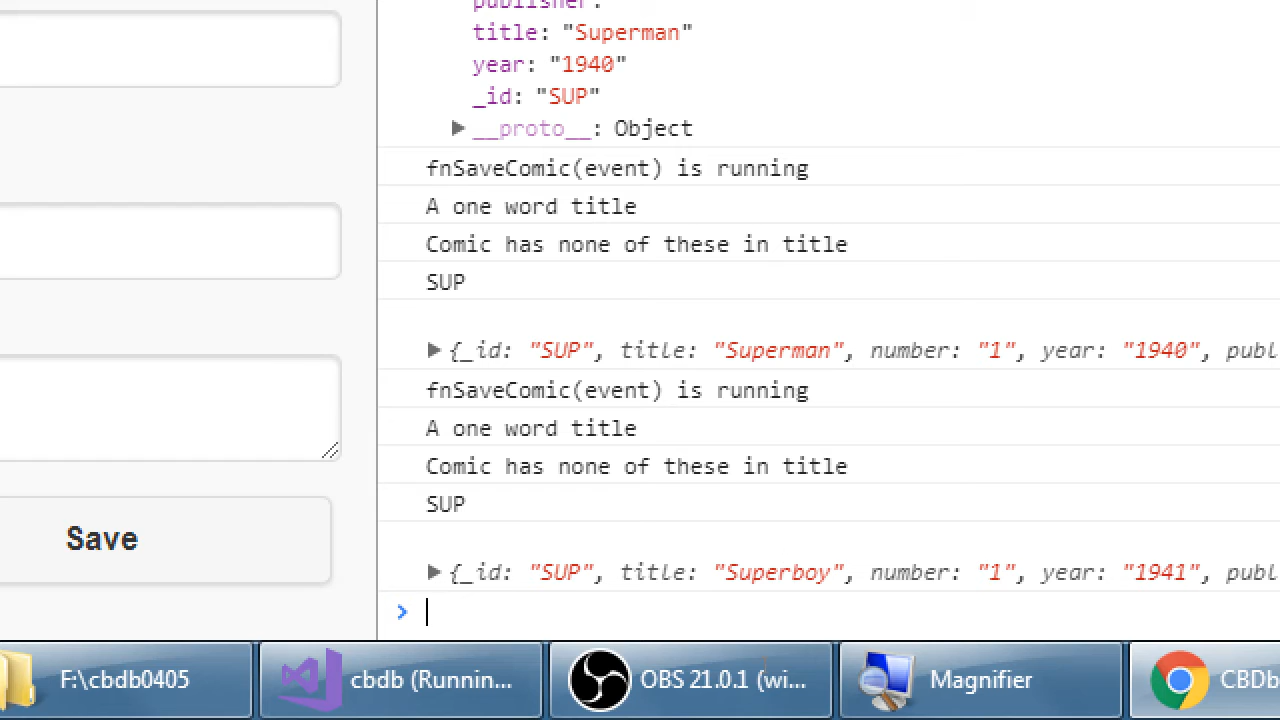 publisher:
title: "Superman"
year: "1940"
_id: "SUP"
__proto__: Object
fnSaveComic(event) is running
A one word title
Comic has none of these in title
SUP
{_id: "SUP", title: "Superman", number: "1", year: "1940", publ
fnSaveComic(event) is running
A one word title
Comic has none of these in title
SUP
{_id: "SUP", title: "Superboy", number: "1", year: "1941", publ
Save
F:\cbdb0405
cbdb (Runnin...
OBS 21.0.1 (wi...
Magnifier
CBDb